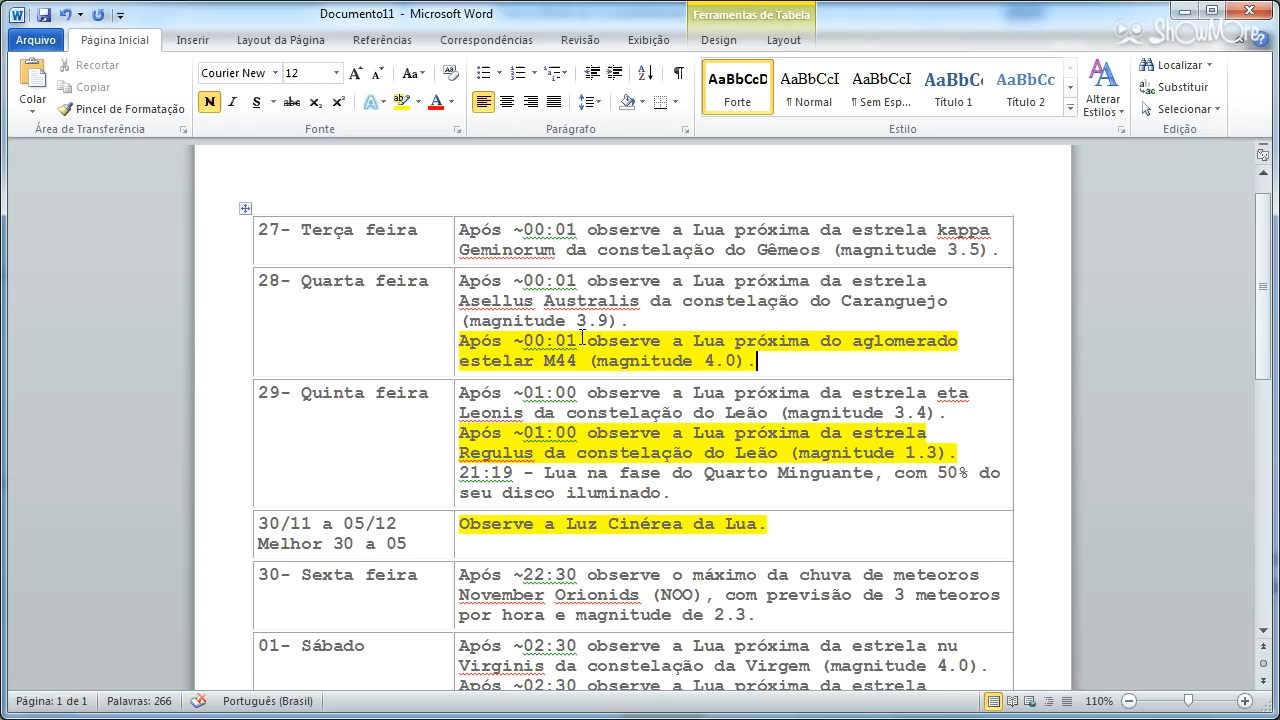 Documento11 - Microsoft Word
Ferramentas de Tabela
ShowMore
Arquivo
Página Inicial
Inserir
Layout da Página
Referências
Correspondências
Revisão
Exibição
Design
Layout
Colar
Recortar
Copiar
Pincel de Formatação
Área de Transferência
Courier New
12
Fonte
Parágrafo
AaBbCcD
Forte
AaBbCcI
¶ Normal
AaBbCcI
¶ Sem Esp...
AaBbC
Título 1
AaBbCc
Título 2
Alterar
Estilos
Estilo
Localizar
Substituir
Selecionar
Edição
27- Terça feira
Após ~00:01 observe a Lua próxima da estrela kappa
Geminorum da constelação do Gêmeos (magnitude 3.5).
28- Quarta feira
Após ~00:01 observe a Lua próxima da estrela
Asellus Australis da constelação do Caranguejo
(magnitude 3.9).
Após ~00:01 observe a Lua próxima do aglomerado
estelar M44 (magnitude 4.0).
29- Quinta feira
Após ~01:00 observe a Lua próxima da estrela eta
Leonis da constelação do Leão (magnitude 3.4).
Após ~01:00 observe a Lua próxima da estrela
Regulus da constelação do Leão (magnitude 1.3).
21:19 - Lua na fase do Quarto Minguante, com 50% do
seu disco iluminado.
30/11 a 05/12
Melhor 30 a 05
Observe a Luz Cinérea da Lua.
30- Sexta feira
Após ~22:30 observe o máximo da chuva de meteoros
November Orionids (NOO), com previsão de 3 meteoros
por hora e magnitude de 2.3.
01- Sábado
Após ~02:30 observe a Lua próxima da estrela nu
Virginis da constelação da Virgem (magnitude 4.0).
Após ~02:30 observe a Lua próxima da estrela
Página: 1 de 1
Palavras: 266
Português (Brasil)
110%